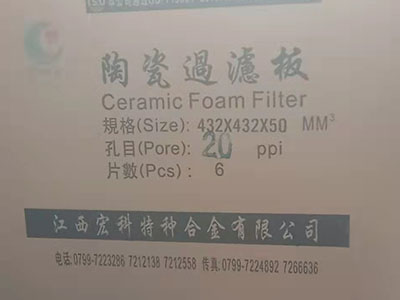 陶瓷過濾板
Ceramic Foam Filter
規格(Size): 432X432X50 MM³
孔目(Pore): 20 ppi
片數(Pcs) : 6
江西宏科特种合金有限公司
电话:0799-7223286 7212138 7212558 传真:0799-7224892 7266636